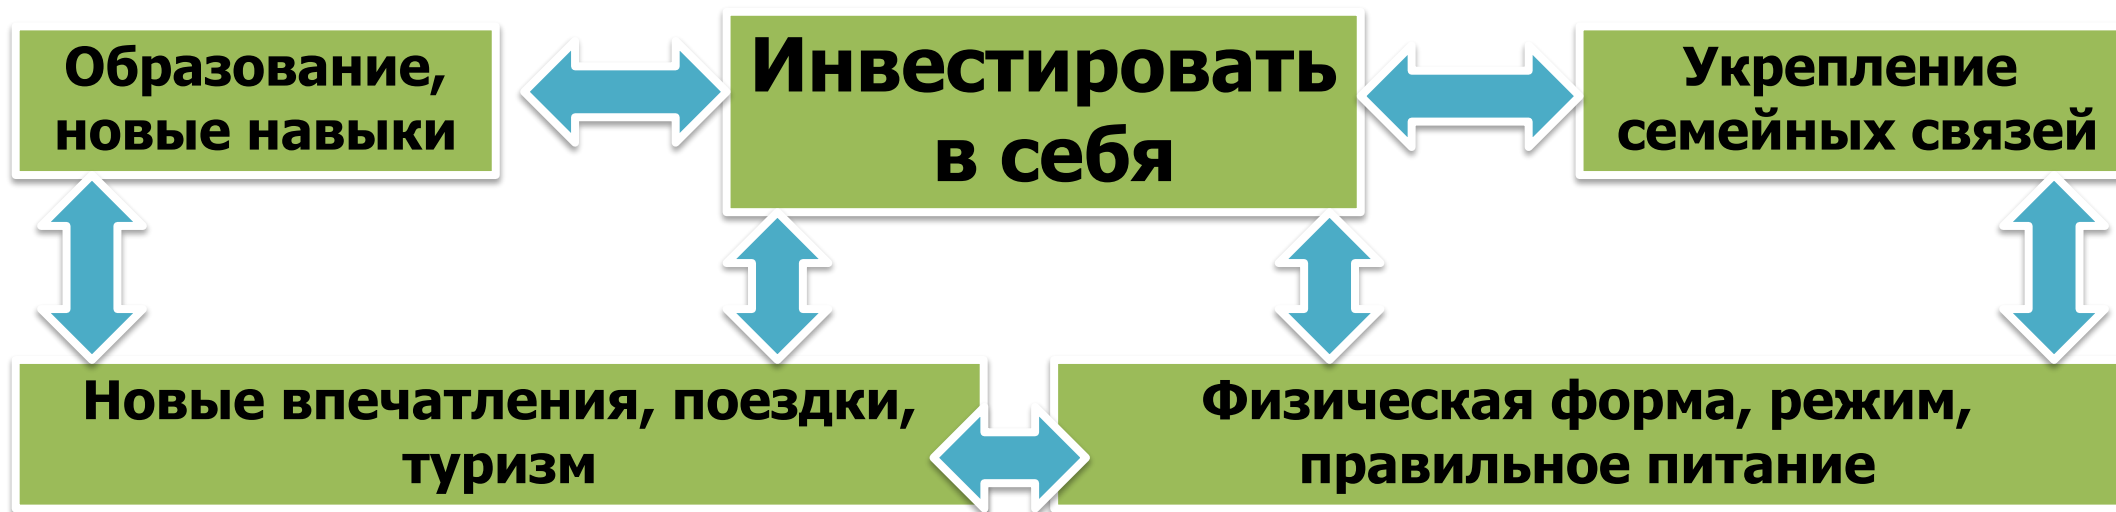 Образование,
новые навыки
Инвестировать
в себя
Укрепление
семейных связей
Новые впечатления, поездки,
туризм
Физическая форма, режим,
правильное питание